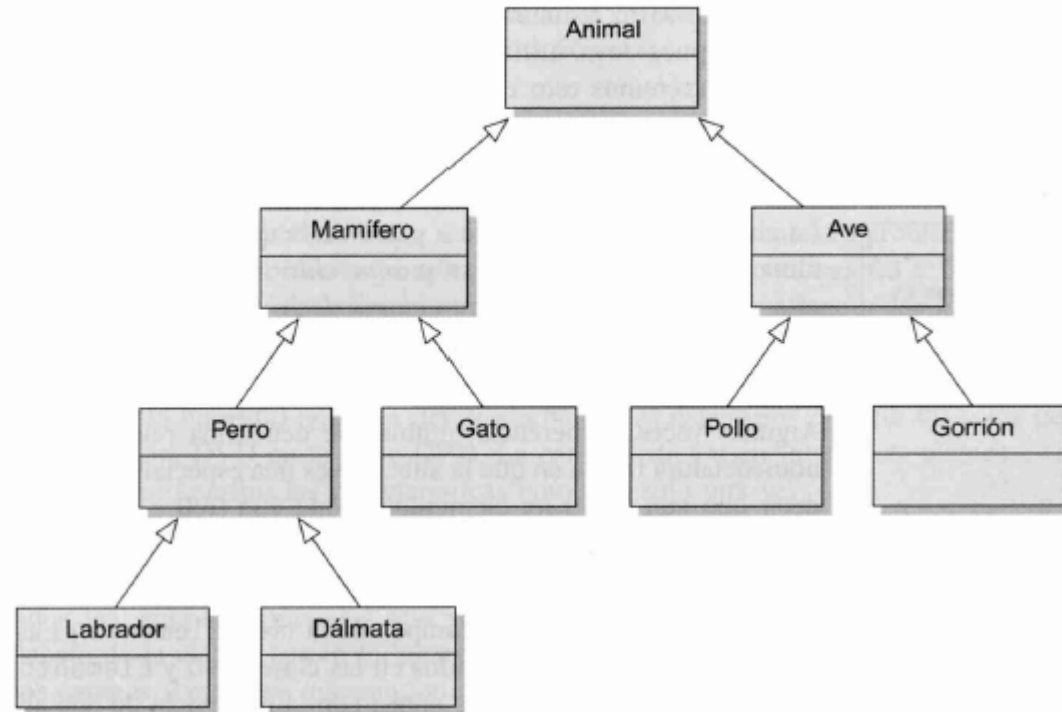 Animal
Mamífero
Ave
Perro
Gato
Pollo
Gorrión
Labrador
Dálmata